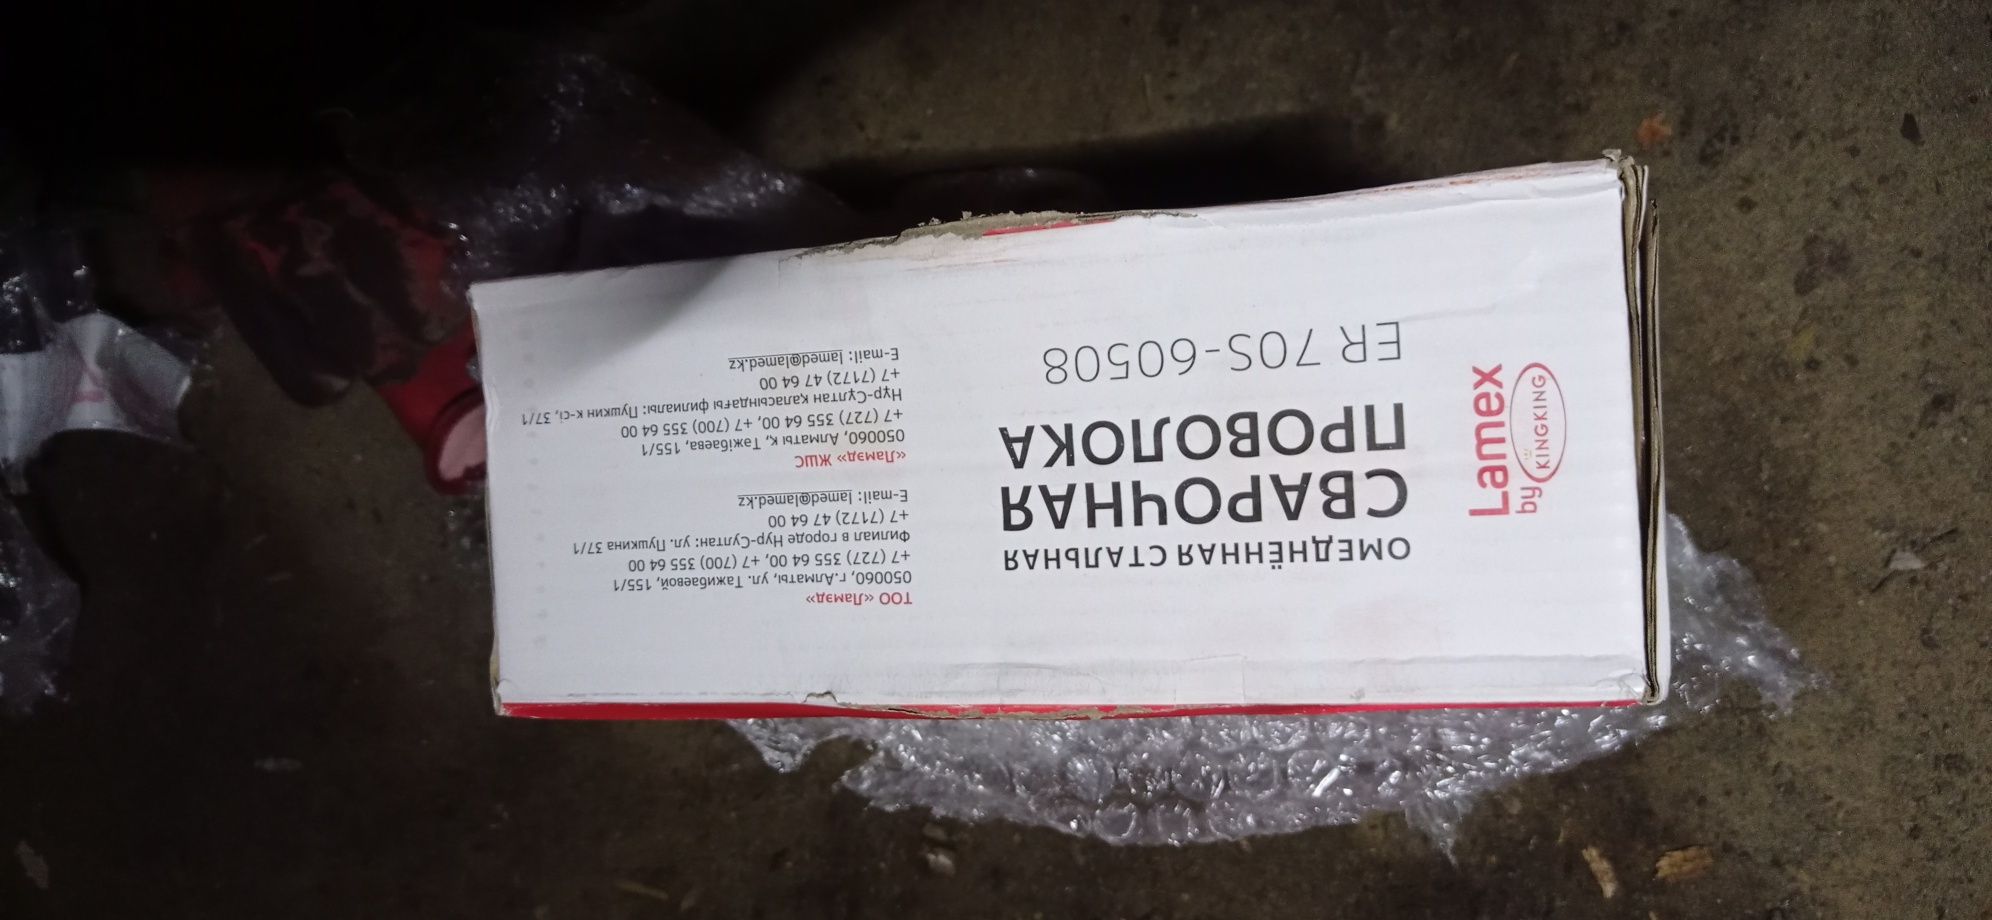 Lamex
by KINGKING
ОМЕДНЁННАЯ СТАЛЬНАЯ
СВАРОЧНАЯ
ПРОВОЛОКА
ER 70S-60508
ТОО «Ламэд»
050060, г.Алматы, ул. Тажибаевой, 155/1
+7 (727) 355 64 00, +7 (700) 355 64 00
Филиал в городе Нур-Султан: ул. Пушкина 37/1
+7 (7172) 47 64 00
E-mail: lamed@lamed.kz
«Ламэд» ЖШС
050060, Алматы қ, Тәжібаева, 155/1
+7 (727) 355 64 00, +7 (700) 355 64 00
Нұр-Сұлтан қаласындағы филиалы: Пушкин к-сі, 37/1
+7 (7172) 47 64 00
E-mail: lamed@lamed.kz